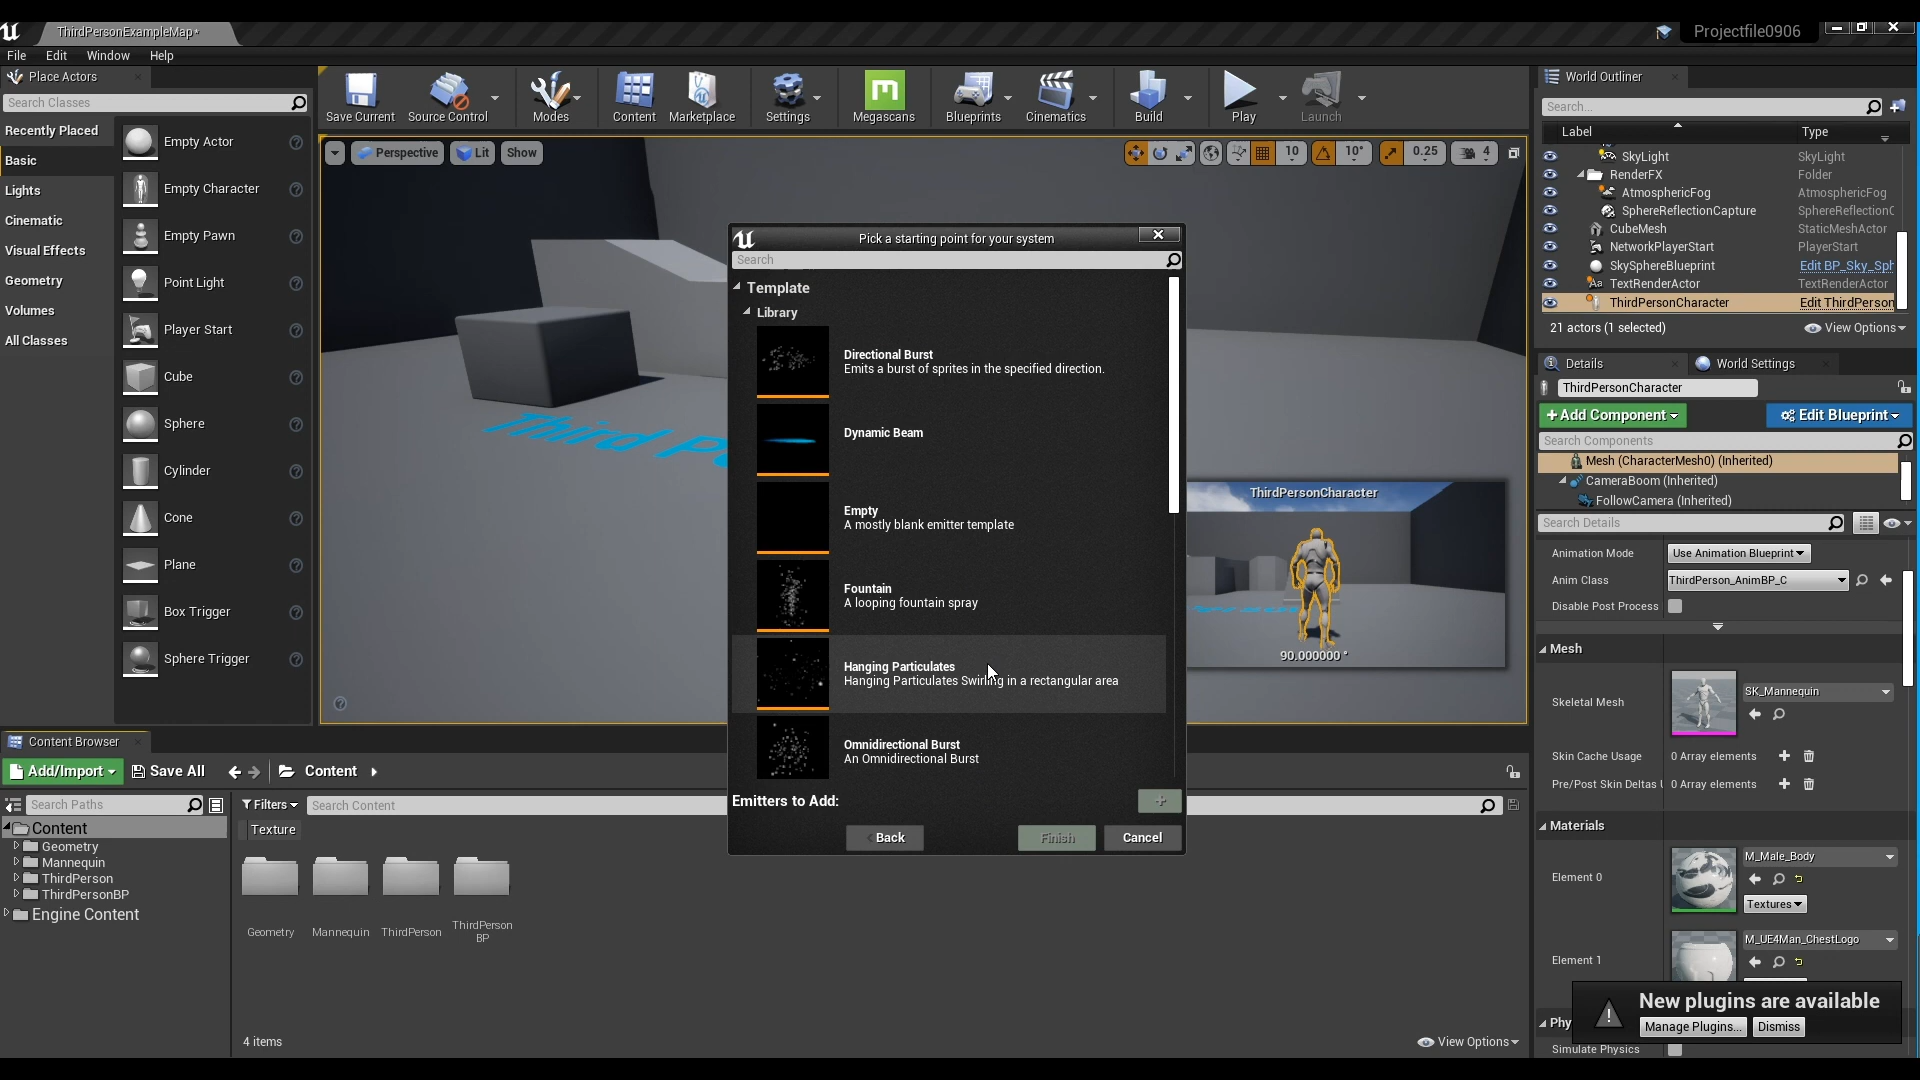 ThirdPersonExampleMap*
Projectfile0906
File
Edit
Window
Help
Place Actors
Search Classes
Recently Placed
Basic
Lights
Cinematic
Visual Effects
Geometry
Volumes
All Classes
Empty Actor
Empty Character
Empty Pawn
Point Light
Player Start
Cube
Sphere
Cylinder
Cone
Plane
Box Trigger
Sphere Trigger
Save Current
Source Control
Modes
Content
Marketplace
Settings
Megascans
Blueprints
Cinematics
Build
Play
Launch
Perspective
Lit
Show
10
10°
0.25
4
Third P
Pick a starting point for your system
Search
Template
Library
Directional Burst
Emits a burst of sprites in the specified direction.
Dynamic Beam
Empty
A mostly blank emitter template
Fountain
A looping fountain spray
Hanging Particulates
Hanging Particulates Swirling in a rectangular area
Omnidirectional Burst
An Omnidirectional Burst
Emitters to Add:
Back
Finish
Cancel
ThirdPersonCharacter
90.000000 °
World Outliner
Search...
Label
Type
SkyLight
SkyLight
RenderFX
Folder
AtmosphericFog
AtmosphericFog
SphereReflectionCapture
SphereReflectionC
CubeMesh
StaticMeshActor
NetworkPlayerStart
PlayerStart
SkySphereBlueprint
Edit BP_Sky_Sph
TextRenderActor
TextRenderActor
ThirdPersonCharacter
Edit ThirdPerson
21 actors (1 selected)
View Options
Details
World Settings
ThirdPersonCharacter
+Add Component
Edit Blueprint
Search Components
Mesh (CharacterMesh0) (Inherited)
CameraBoom (Inherited)
FollowCamera (Inherited)
Search Details
Animation Mode
Use Animation Blueprint
Anim Class
ThirdPerson_AnimBP_C
Disable Post Process
Mesh
Skeletal Mesh
SK_Mannequin
Skin Cache Usage
0 Array elements
Pre/Post Skin Deltas
0 Array elements
Materials
Element 0
M_Male_Body
Textures
Element 1
M_UE4Man_ChestLogo
Phy
Simulate Physics
New plugins are available
Manage Plugins...
Dismiss
Content Browser
Add/Import
Save All
Content
Search Paths
Filters
Search Content
Content
Geometry
Mannequin
ThirdPerson
ThirdPersonBP
Engine Content
Texture
Geometry
Mannequin
ThirdPerson
ThirdPerson
BP
4 items
View Options